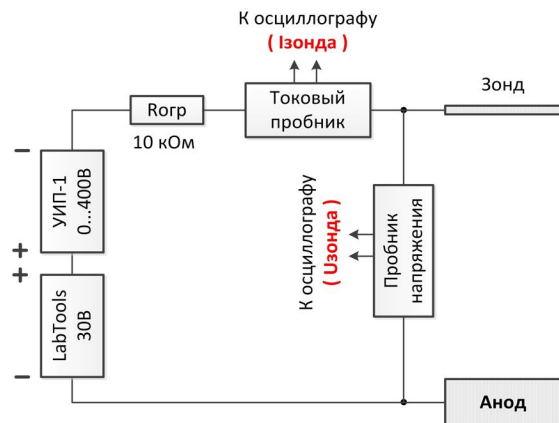 К осциллографу
( Iзонда )
Rогр
10 кОм
Токовый
пробник
Зонд
−
УИП-1
0...400В
+
+
LabTools
30В
−
К осциллографу
( Uзонда )
Пробник
напряжения
Анод